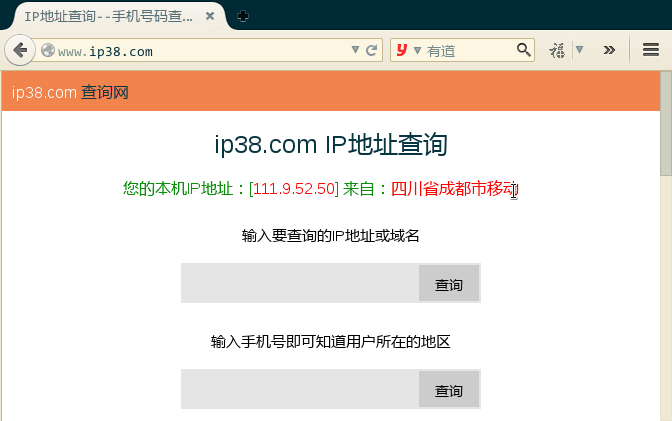 IP地址查询--手机号码查...
www.ip38.com
有道
福
ip38.com 查询网
ip38.com IP地址查询
您的本机IP地址：[111.9.52.50] 来自：四川省成都市移动
输入要查询的IP地址或域名
查询
输入手机号即可知道用户所在的地区
查询